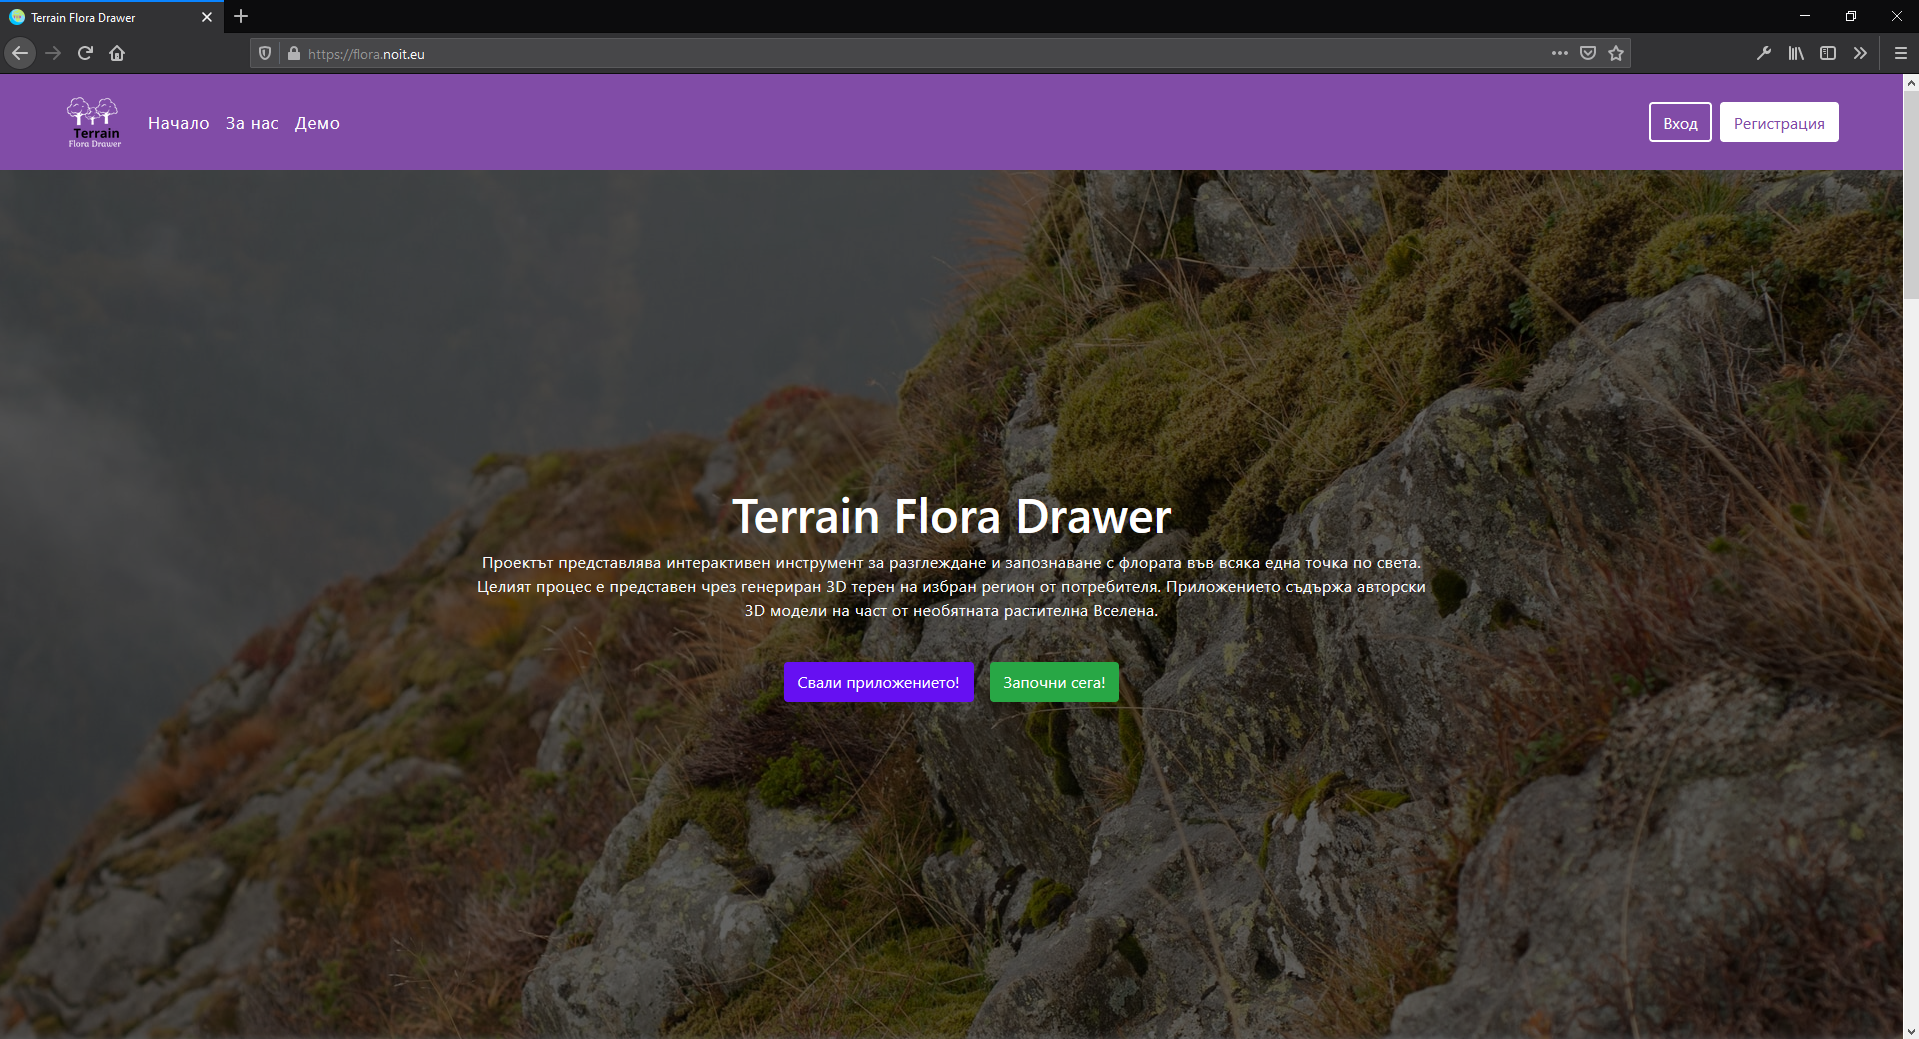 Terrain Flora Drawer
https://flora.noit.eu
Terrain
Flora Drawer
Начало За нас Демо
Вход Регистрация
Terrain Flora Drawer
Проектът представлява интерактивен инструмент за разглеждане и запознаване с флората във всяка една точка по света.
Целият процес е представен чрез генериран 3D терен на избран регион от потребителя. Приложението съдържа авторски
3D модели на част от необятната растителна Вселена.
Свали приложението! Започни сега!